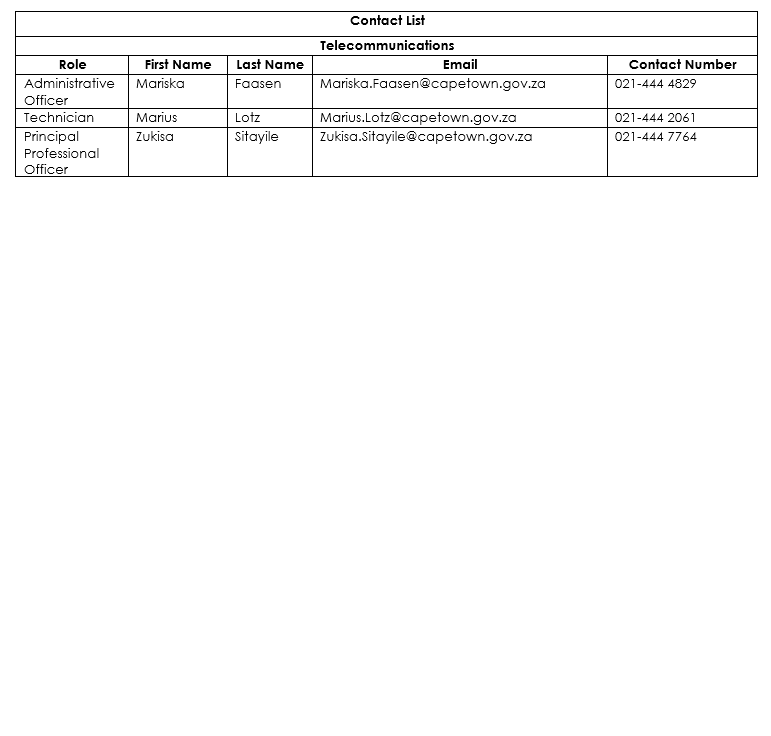 Contact List
Telecommunications
Role First Name Last Name Email Contact Number
Administrative Officer Mariska Faasen Mariska.Faasen@capetown.gov.za 021-444 4829
Technician Marius Lotz Marius.Lotz@capetown.gov.za 021-444 2061
Principal Professional Officer Zukisa Sitayile Zukisa.Sitayile@capetown.gov.za 021-444 7764